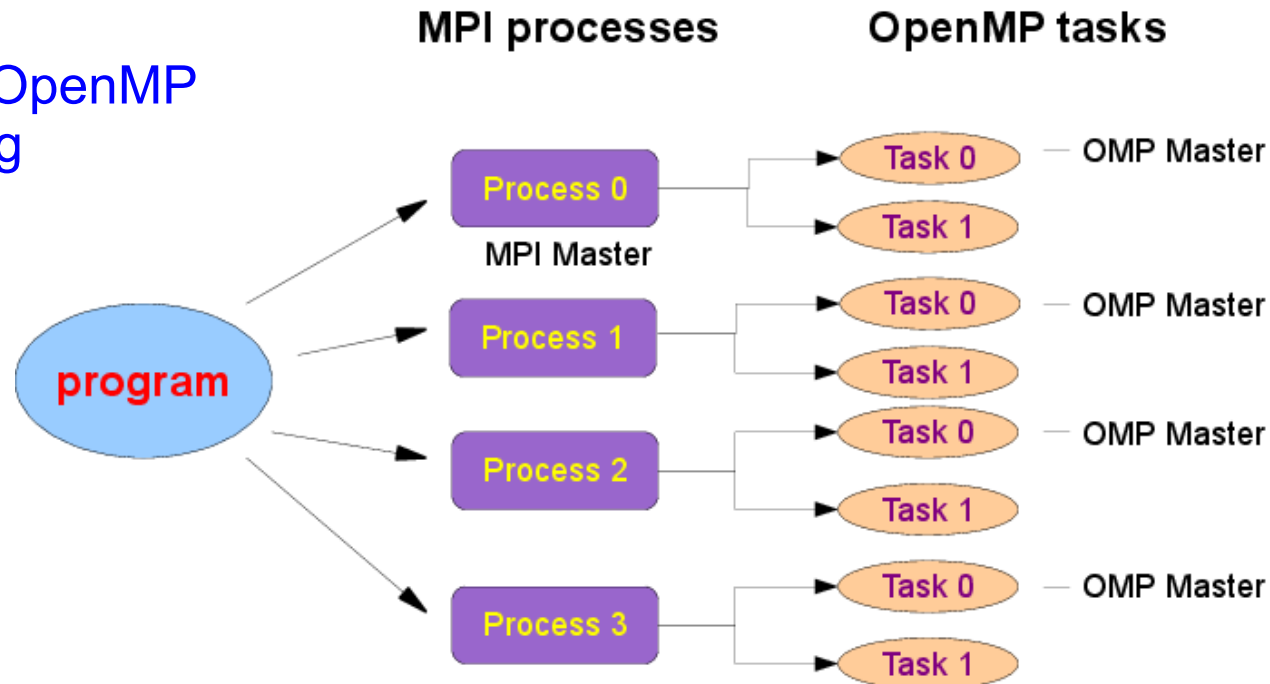 MPI processes
OpenMP tasks
OpenMP
Process 0
MPI Master
Process 1
Process 2
Process 3
program
Task 0
OMP Master
Task 1
Task 0
OMP Master
Task 1
Task 0
OMP Master
Task 1
Task 0
OMP Master
Task 1